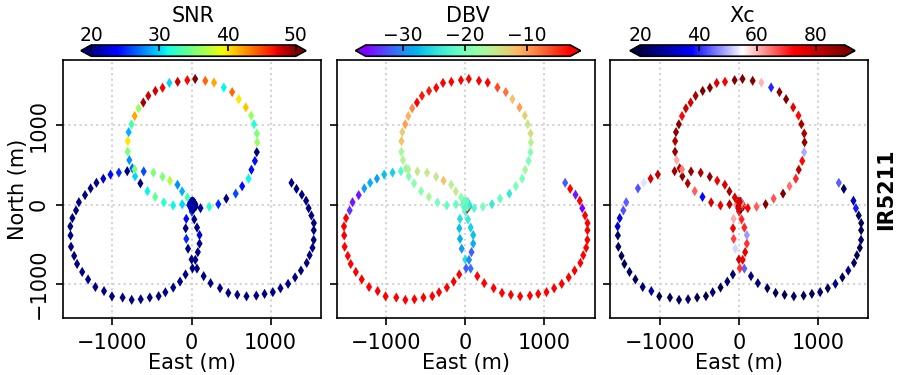 SNR DBV Xc
20 30 40 50 −30 −20 −10 20 40 60 80
North (m)
1000
0
−1000
IR5211
−1000 0 1000 −1000 0 1000 −1000 0 1000
East (m) East (m) East (m)